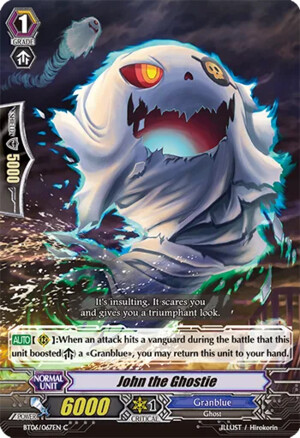 1
GRADE
SHIELD
5000
It's insulting. It scares you
and gives you a triumphant look.
AUTO 【】:When an attack hits a vanguard during the battle that this
unit boosted a «Granblue», you may return this unit to your hand.
NORMAL
UNIT
John the Ghostie
POWER
6000
1
Granblue
Ghost
BT06/067EN C
ILLUST / Hirokorin